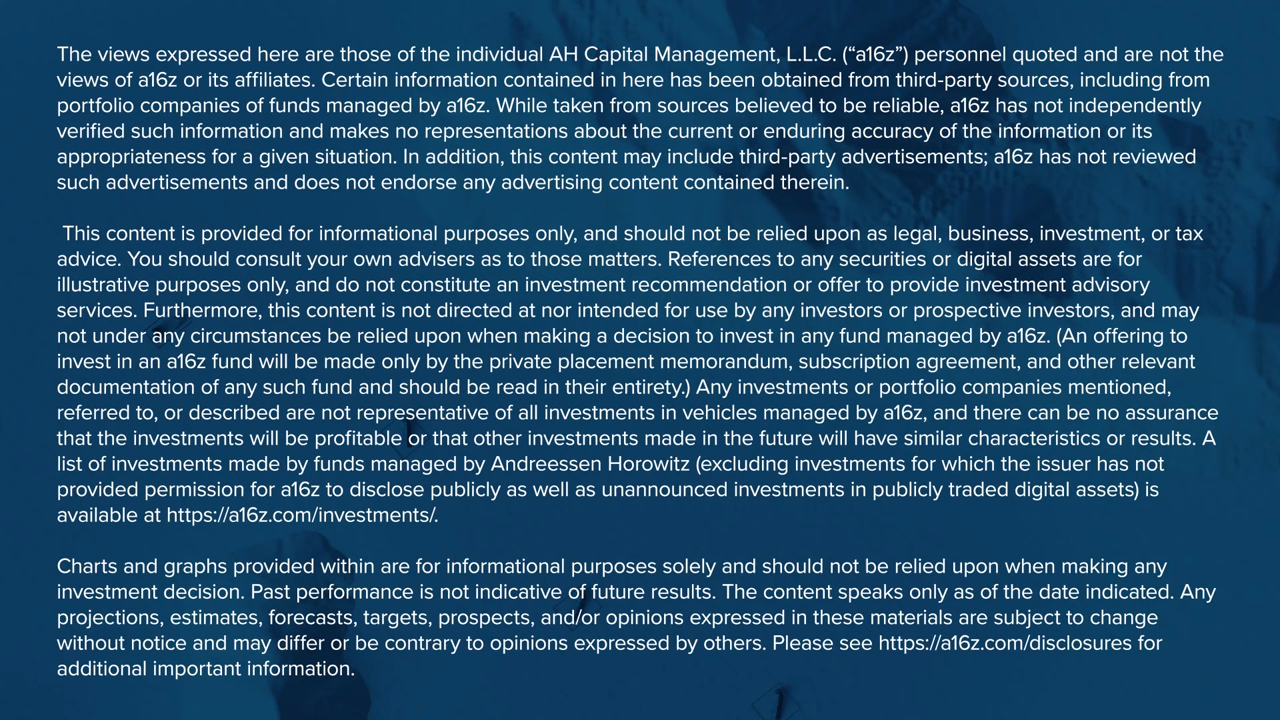 The views expressed here are those of the individual AH Capital Management, L.L.C. (“a16z”) personnel quoted and are not the
views of a16z or its affiliates. Certain information contained in here has been obtained from third-party sources, including from
portfolio companies of funds managed by a16z. While taken from sources believed to be reliable, a16z has not independently
verified such information and makes no representations about the current or enduring accuracy of the information or its
appropriateness for a given situation. In addition, this content may include third-party advertisements; a16z has not reviewed
such advertisements and does not endorse any advertising content contained therein.
This content is provided for informational purposes only, and should not be relied upon as legal, business, investment, or tax
advice. You should consult your own advisers as to those matters. References to any securities or digital assets are for
illustrative purposes only, and do not constitute an investment recommendation or offer to provide investment advisory
services. Furthermore, this content is not directed at nor intended for use by any investors or prospective investors, and may
not under any circumstances be relied upon when making a decision to invest in any fund managed by a16z. (An offering to
invest in an a16z fund will be made only by the private placement memorandum, subscription agreement, and other relevant
documentation of any such fund and should be read in their entirety.) Any investments or portfolio companies mentioned,
referred to, or described are not representative of all investments in vehicles managed by a16z, and there can be no assurance
that the investments will be profitable or that other investments made in the future will have similar characteristics or results. A
list of investments made by funds managed by Andreessen Horowitz (excluding investments for which the issuer has not
provided permission for a16z to disclose publicly as well as unannounced investments in publicly traded digital assets) is
available at https://a16z.com/investments/.
Charts and graphs provided within are for informational purposes solely and should not be relied upon when making any
investment decision. Past performance is not indicative of future results. The content speaks only as of the date indicated. Any
projections, estimates, forecasts, targets, prospects, and/or opinions expressed in these materials are subject to change
without notice and may differ or be contrary to opinions expressed by others. Please see https://a16z.com/disclosures for
additional important information.